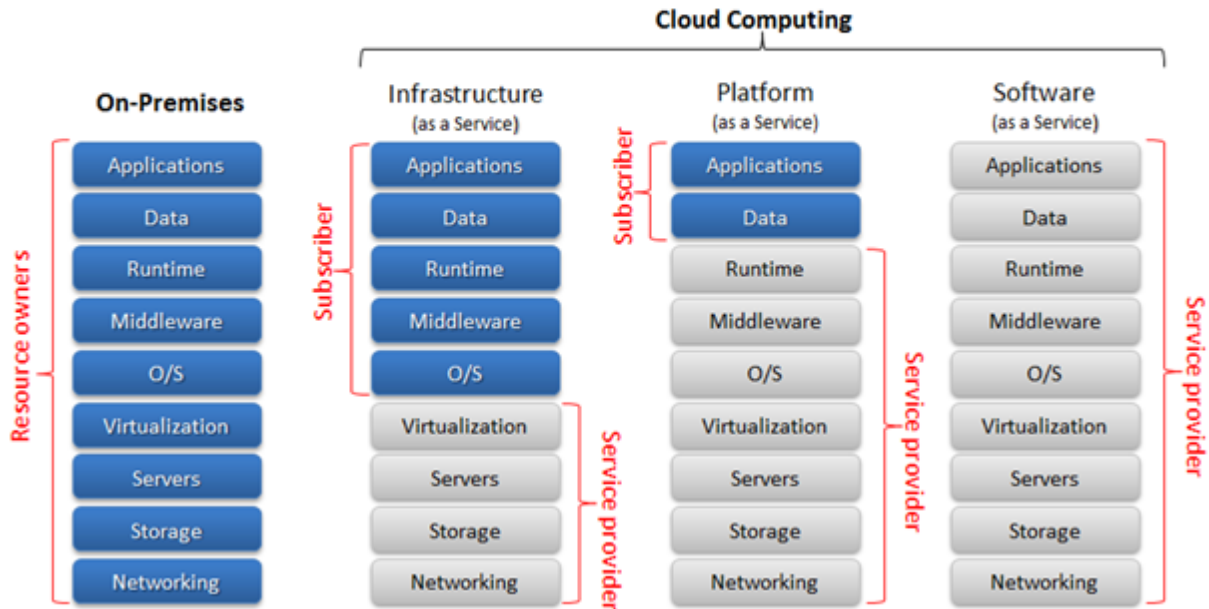 Cloud Computing
On-Premises
Infrastructure
(as a Service)
Platform
(as a Service)
Software
(as a Service)
Resource owners
Applications
Data
Runtime
Middleware
O/S
Virtualization
Servers
Storage
Networking
Subscriber
Applications
Data
Runtime
Middleware
O/S
Virtualization
Servers
Storage
Networking
Service provider
Subscriber
Applications
Data
Runtime
Middleware
O/S
Virtualization
Servers
Storage
Networking
Service provider
Applications
Data
Runtime
Middleware
O/S
Virtualization
Servers
Storage
Networking
Service provider